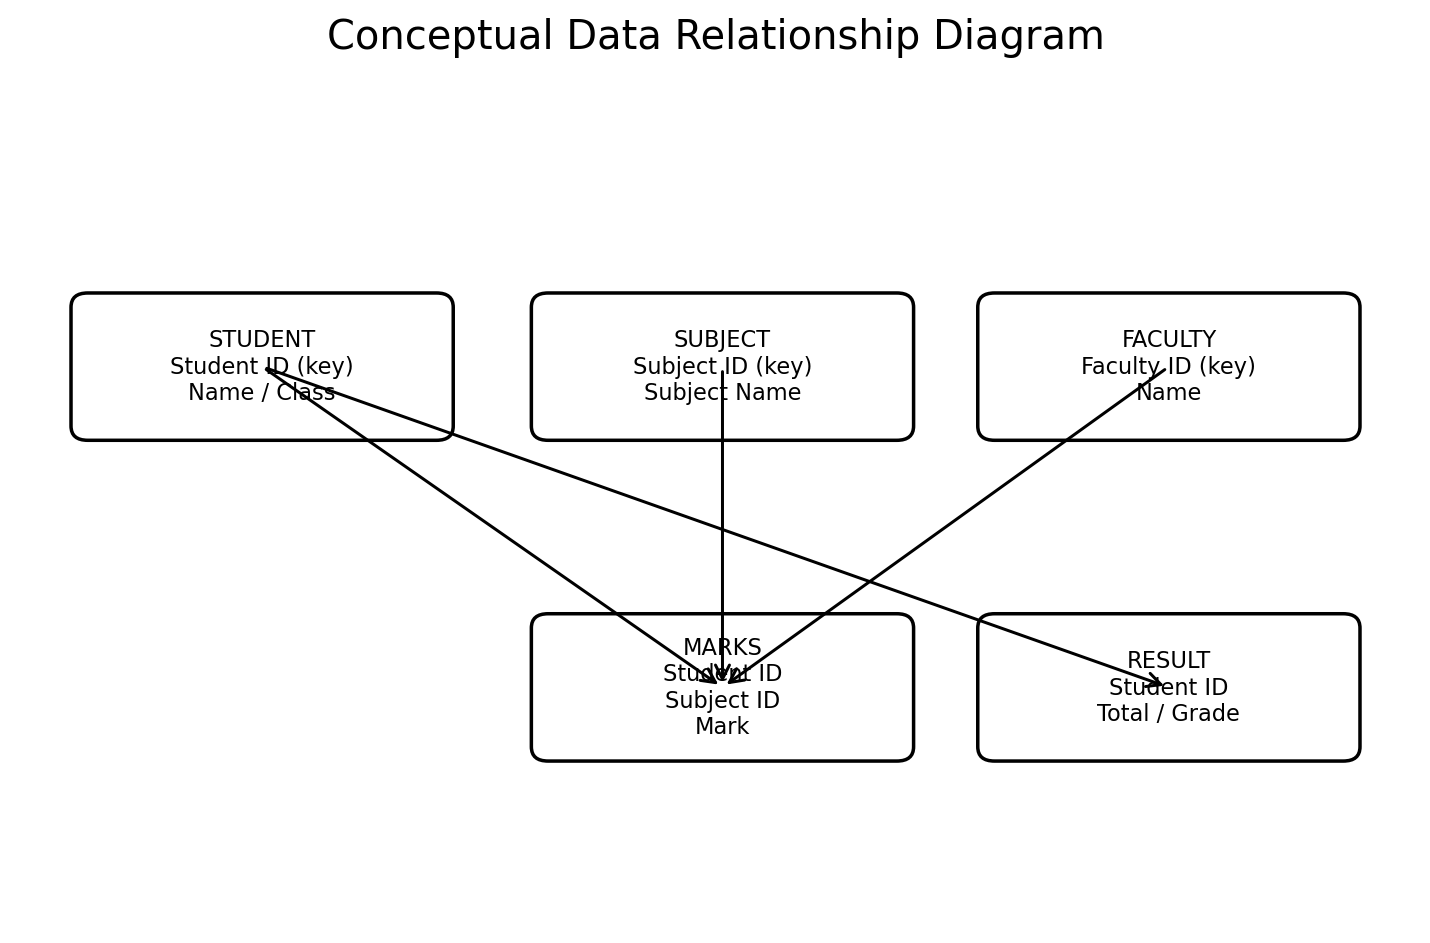 Conceptual Data Relationship Diagram
STUDENT
Student ID (key)
Name / Class
SUBJECT
Subject ID (key)
Subject Name
FACULTY
Faculty ID (key)
Name
MARKS
Student ID
Subject ID
Mark
RESULT
Student ID
Total / Grade